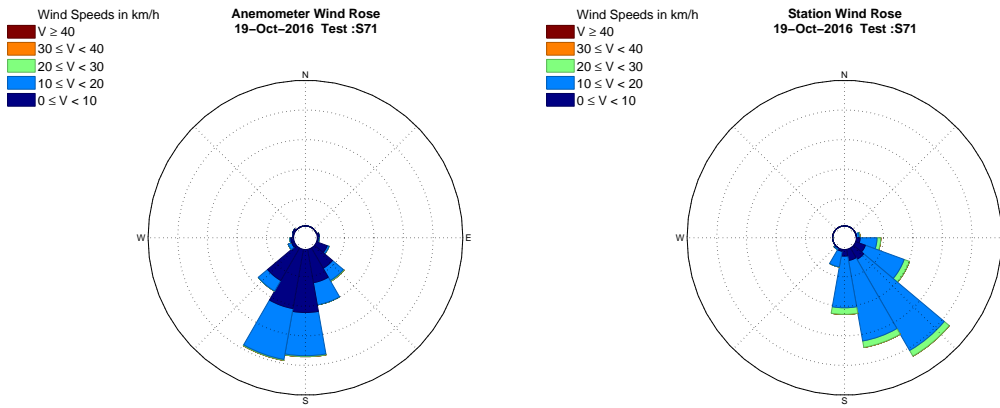 Wind Speeds in km/h
V ≥ 40
30 ≤ V < 40
20 ≤ V < 30
10 ≤ V < 20
0 ≤ V < 10
Anemometer Wind Rose
19−Oct−2016 Test :S71
N
W
E
S
Wind Speeds in km/h
V ≥ 40
30 ≤ V < 40
20 ≤ V < 30
10 ≤ V < 20
0 ≤ V < 10
Station Wind Rose
19−Oct−2016 Test :S71
N
W
S